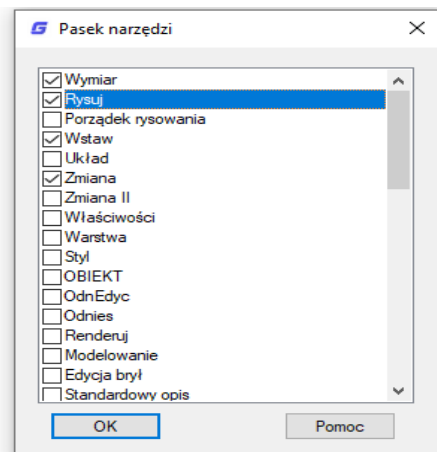 Pasek narzędzi
Wymiar
Rysuj
Porządek rysowania
Wstaw
Układ
Zmiana
Zmiana II
Właściwości
Warstwa
Styl
OBIEKT
OdnEdyc
Odnies
Renderuj
Modelowanie
Edycja brył
Standardowy opis
OK
Pomoc